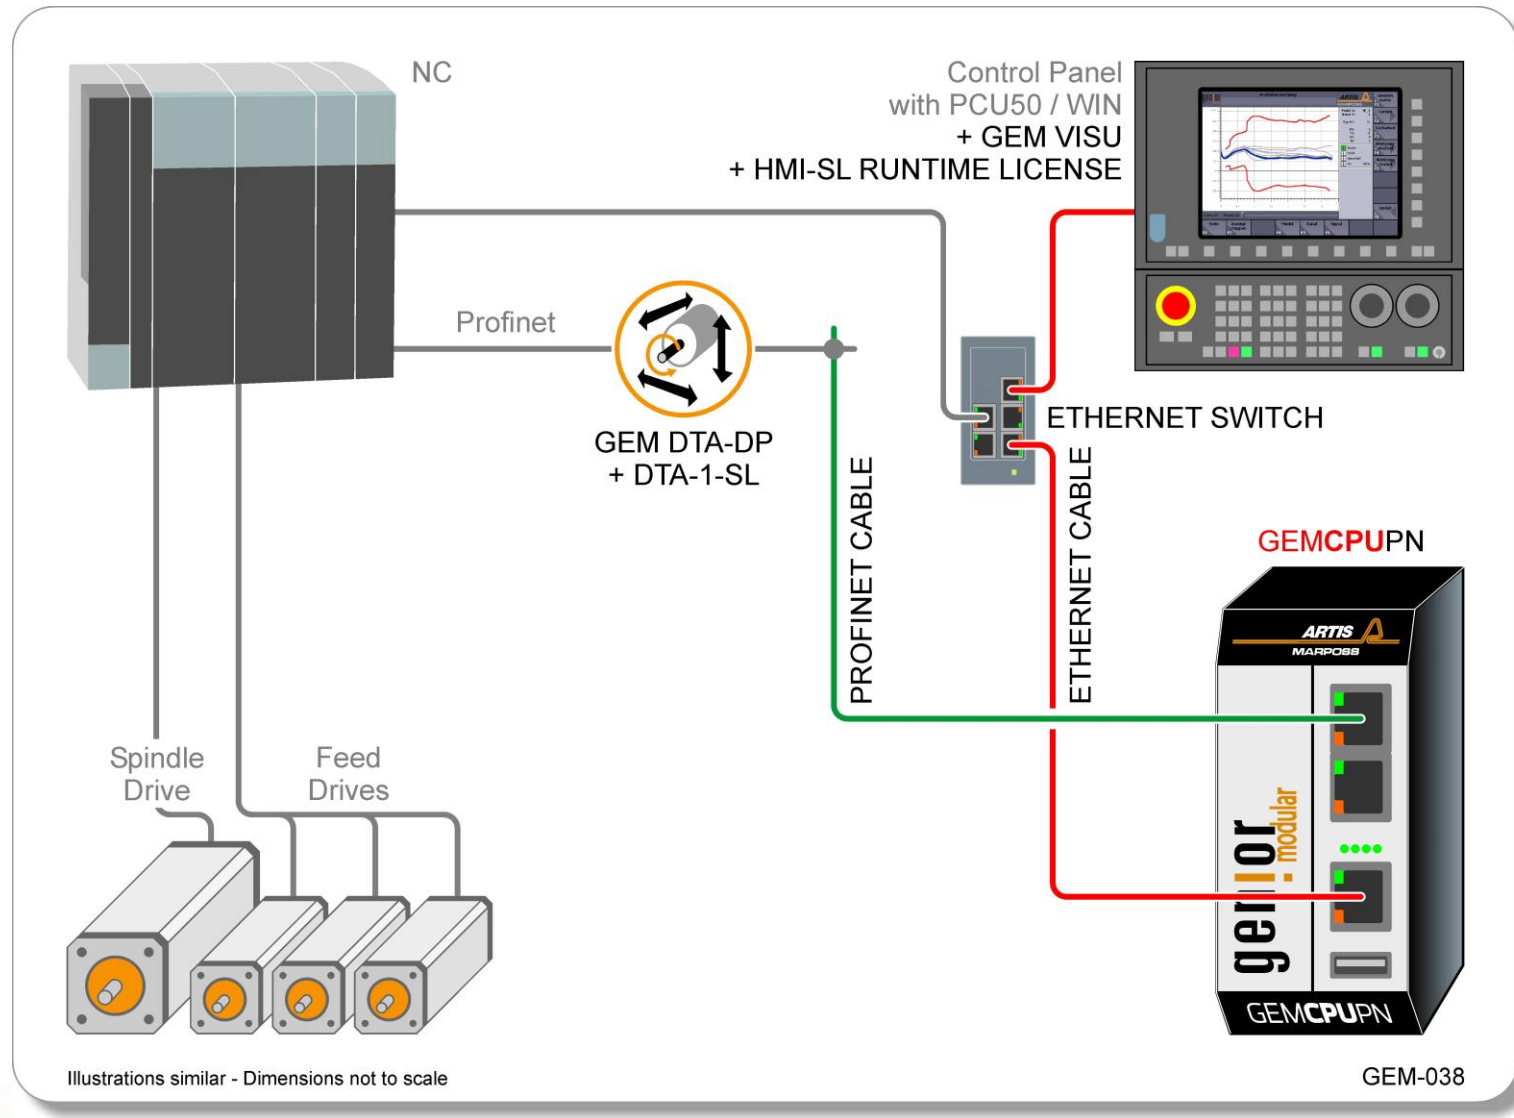 NC
Control Panel
with PCU50 / WIN
+ GEM VISU
+ HMI-SL RUNTIME LICENSE
Profinet
GEM DTA-DP
+ DTA-1-SL
PROFINET CABLE
ETHERNET SWITCH
ETHERNET CABLE
GEMCPUPN
ARTIS
MARPOSS
genior
modular
GEMCPUPN
Spindle
Drive
Feed
Drives
Illustrations similar - Dimensions not to scale
GEM-038